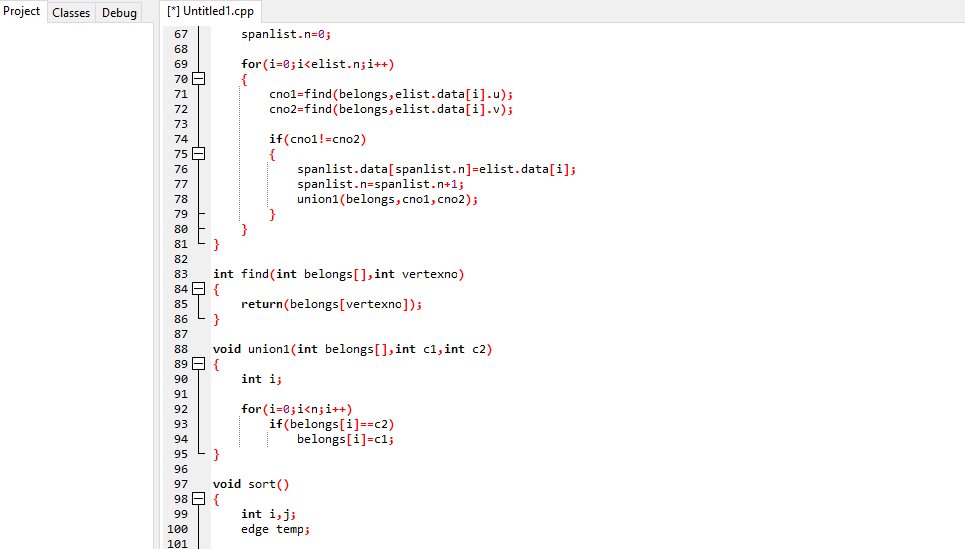 Project Classes Debug [*] Untitled1.cpp
67 spanlist.n=0;
68
69 for(i=0;i<elist.n;i++)
70 {
71 cno1=find(belongs,elist.data[i].u);
72 cno2=find(belongs,elist.data[i].v);
73
74 if(cno1!=cno2)
75 {
76 spanlist.data[spanlist.n]=elist.data[i];
77 spanlist.n=spanlist.n+1;
78 union1(belongs,cno1,cno2);
79 }
80 }
81 }
82
83 int find(int belongs[],int vertexno)
84 {
85 return(belongs[vertexno]);
86 }
87
88 void union1(int belongs[],int c1,int c2)
89 {
90 int i;
91
92 for(i=0;i<n;i++)
93 if(belongs[i]==c2)
94 belongs[i]=c1;
95 }
96
97 void sort()
98 {
99 int i,j;
100 edge temp;
101